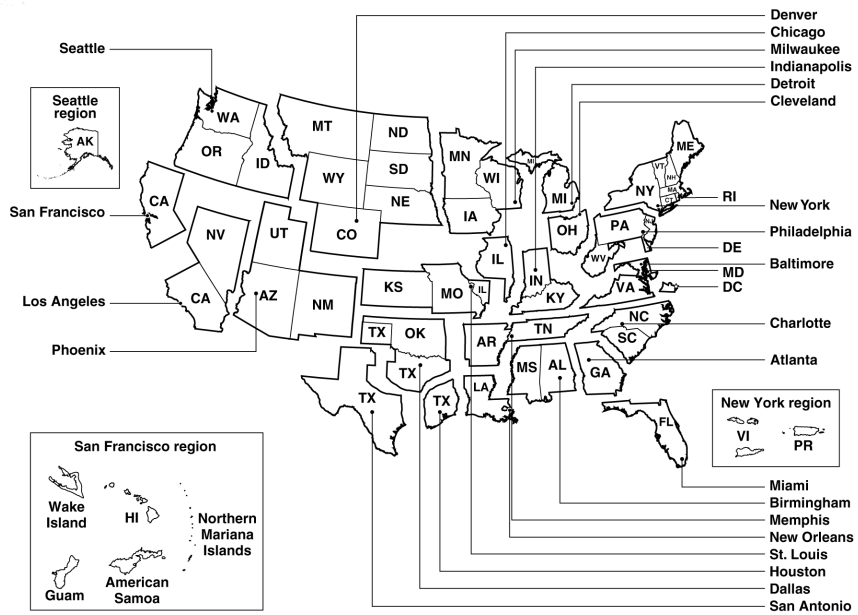 Denver
Chicago
Milwaukee
Indianapolis
Detroit
Cleveland
Seattle
Seattle region
AK
WA
OR
ID
MT
ND
SD
NE
WY
CO
MN
WI
IA
MI
MI
OH
IL
IN
KY
ME
VT
NH
MA
CT
NY
NJ
PA
WV
VA
RI
New York
Philadelphia
DE
Baltimore
MD
DC
CA
San Francisco
NV
UT
CA
Los Angeles
AZ
NM
Phoenix
KS
MO
IL
TX
OK
TX
TX
TX
AR
LA
TN
MS
AL
GA
NC
SC
FL
Charlotte
Atlanta
New York region
VI
PR
San Francisco region
Wake
Island
HI
Northern
Mariana
Islands
Guam
American
Samoa
Miami
Birmingham
Memphis
New Orleans
St. Louis
Houston
Dallas
San Antonio